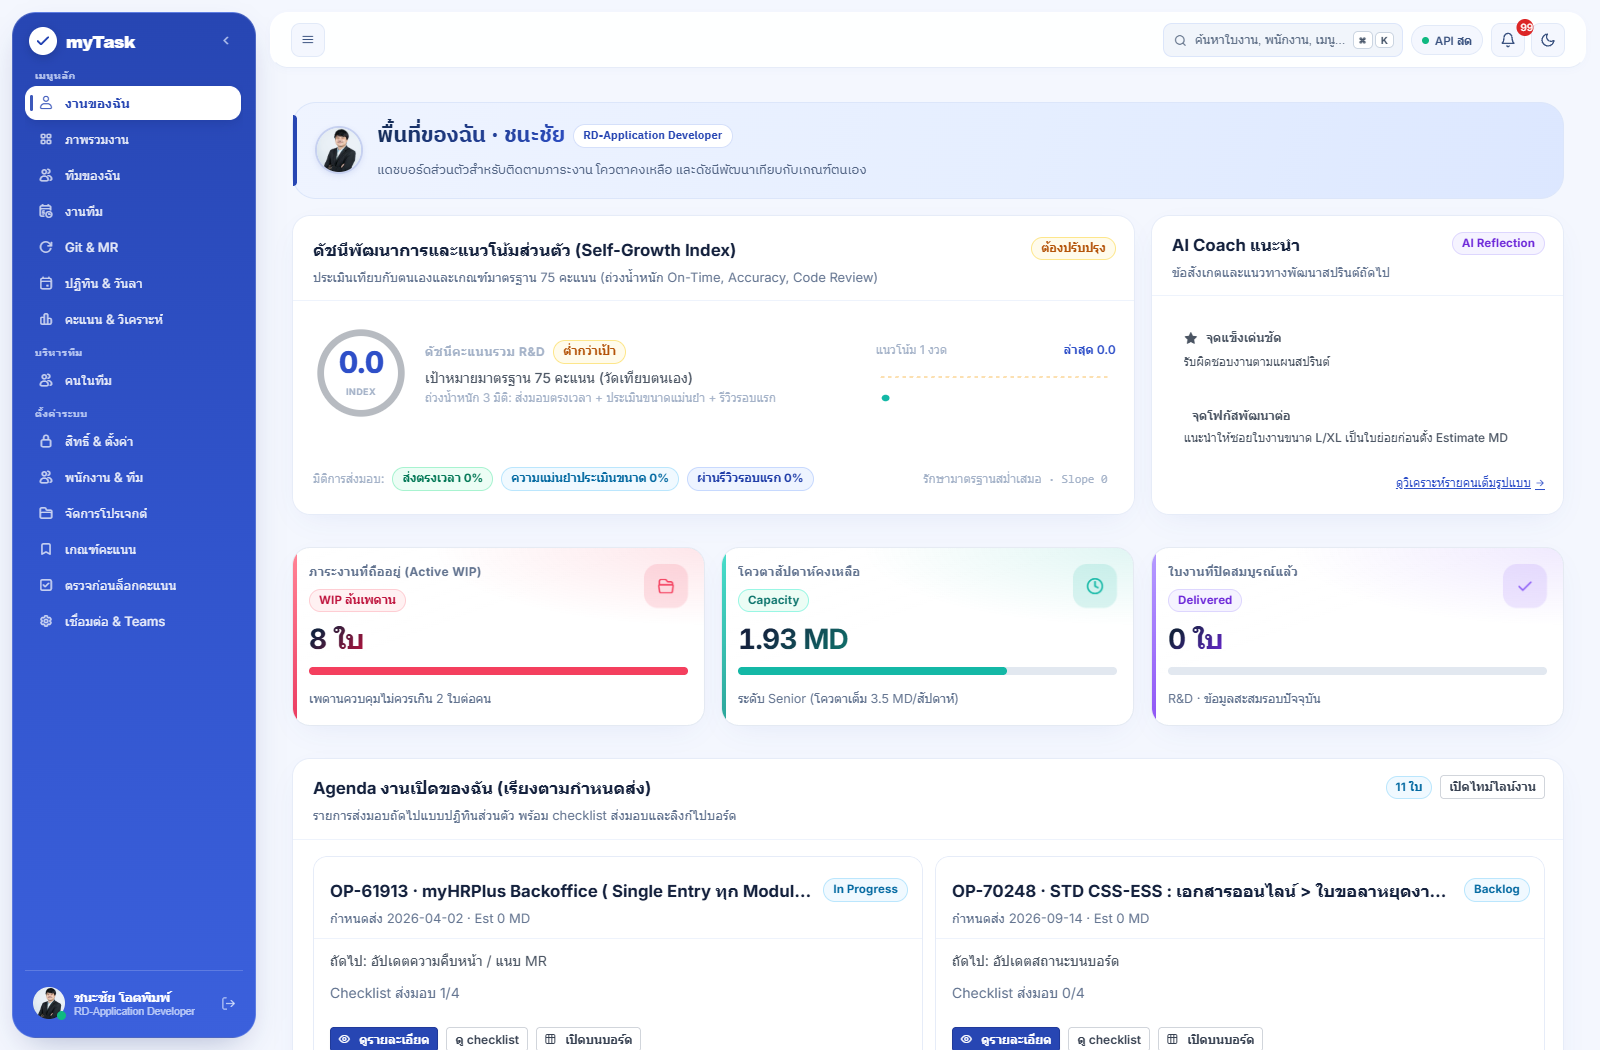 myTask
เมนูหลัก
งานของฉัน
ภาพรวมงาน
ทีมของฉัน
งานทีม
Git & MR
ปฏิทิน & วันลา
คะแนน & วิเคราะห์
บริหารทีม
คนในทีม
ตั้งค่าระบบ
สิทธิ์ & ตั้งค่า
พนักงาน & ทีม
จัดการโปรเจกต์
เกณฑ์คะแนน
ตรวจก่อนล็อกคะแนน
เชื่อมต่อ & Teams
ชนะชัย โอตพิมพ์
RD-Application Developer
ค้นหาใบงาน, พนักงาน, เมนู... ⌘ K
API สด
99
พื้นที่ของฉัน · ชนะชัย RD-Application Developer
แดชบอร์ดส่วนตัวสำหรับติดตามภาระงาน โควตาคงเหลือ และดัชนีพัฒนาเทียบกับเกณฑ์ตนเอง
ดัชนีพัฒนาการและแนวโน้มส่วนตัว (Self-Growth Index) ต้องปรับปรุง
ประเมินเทียบกับตนเองและเกณฑ์มาตรฐาน 75 คะแนน (ถ่วงน้ำหนัก On-Time, Accuracy, Code Review)
0.0
INDEX
ดัชนีคะแนนรวม R&D ต่ำกว่าเป้า
เป้าหมายมาตรฐาน 75 คะแนน (วัดเทียบตนเอง)
ถ่วงน้ำหนัก 3 มิติ: ส่งมอบตรงเวลา + ประเมินขนาดแม่นยำ + รีวิวรอบแรก
แนวโน้ม 1 งวด ล่าสุด 0.0
มิติการส่งมอบ: ส่งตรงเวลา 0% ความแม่นยำประเมินขนาด 0% ผ่านรีวิวรอบแรก 0%
รักษามาตรฐานสม่ำเสมอ · Slope 0
AI Coach แนะนำ AI Reflection
ข้อสังเกตและแนวทางพัฒนาสปรินต์ถัดไป
★ จุดแข็งเด่นชัด
รับผิดชอบงานตามแผนสปรินต์
จุดโฟกัสพัฒนาต่อ
แนะนำให้ซอยใบงานขนาด L/XL เป็นใบย่อยก่อนตั้ง Estimate MD
ดูวิเคราะห์รายคนเต็มรูปแบบ →
ภาระงานที่ถืออยู่ (Active WIP)
WIP ล้นเพดาน
8 ใบ
เพดานควบคุมไม่ควรเกิน 2 ใบต่อคน
โควตาสัปดาห์คงเหลือ
Capacity
1.93 MD
ระดับ Senior (โควตาเต็ม 3.5 MD/สัปดาห์)
ใบงานที่ปิดสมบูรณ์แล้ว
Delivered
0 ใบ
R&D · ข้อมูลสะสมรอบปัจจุบัน
Agenda งานเปิดของฉัน (เรียงตามกำหนดส่ง) 11 ใบ เปิดไทม์ไลน์งาน
รายการส่งมอบถัดไปแบบปฏิทินส่วนตัว พร้อม checklist ส่งมอบและลิงก์ไปบอร์ด
OP-61913 · myHRPlus Backoffice ( Single Entry ทุก Modul... In Progress
กำหนดส่ง 2026-04-02 · Est 0 MD
ถัดไป: อัปเดตความคืบหน้า / แนบ MR
Checklist ส่งมอบ 1/4
ดูรายละเอียด ดู checklist เปิดบนบอร์ด
OP-70248 · STD CSS-ESS : เอกสารออนไลน์ > ใบขอลาหยุดงา... Backlog
กำหนดส่ง 2026-09-14 · Est 0 MD
ถัดไป: อัปเดตสถานะบนบอร์ด
Checklist ส่งมอบ 0/4
ดูรายละเอียด ดู checklist เปิดบนบอร์ด